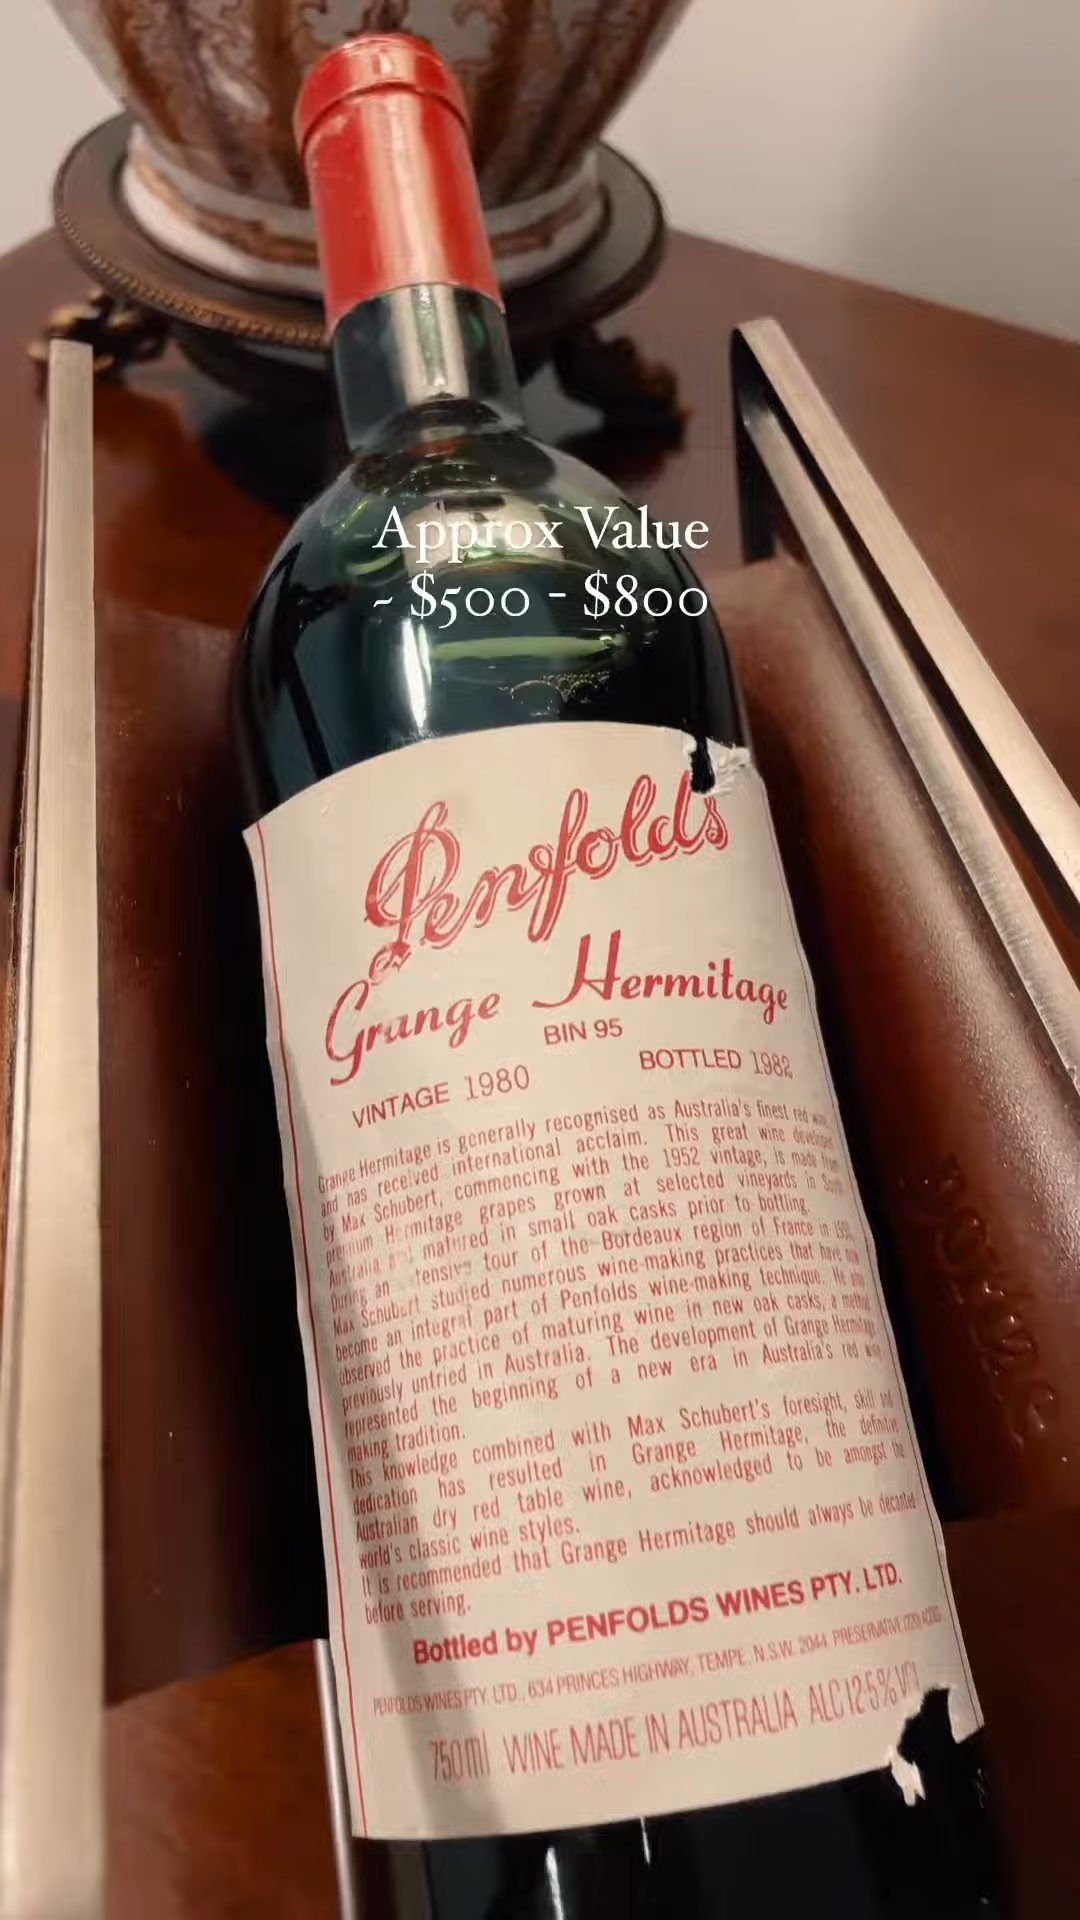 Approx Value
~ $500 - $800
Penfolds
Grange Hermitage
BIN 95
VINTAGE 1980 BOTTLED 1982
Grange Hermitage is generally recognised as Australia's finest red wine
and has received international acclaim. This great wine developed
by Max Schubert, commencing with the 1952 vintage, is made from
premium Hermitage grapes grown at selected vineyards in South
Australia and matured in small oak casks prior to bottling.
During an tensive tour of the Bordeaux region of France in
Max Schubert studied numerous wine-making practices that have now
become an integral part of Penfolds wine-making technique. He also
observed the practice of maturing wine in new oak casks, a method
previously untried in Australia. The development of Grange Hermitage
represented the beginning of a new era in Australia's red wine
making tradition.
This knowledge combined with Max Schubert's foresight, skill and
dedication has resulted in Grange Hermitage, the definitive
Australian dry red table wine, acknowledged to be amongst the
world's classic wine styles.
It is recommended that Grange Hermitage should always be decanted
before serving.
Bottled by PENFOLDS WINES PTY. LTD.
PENFOLDS WINES PTY. LTD., 634 PRINCES HIGHWAY, TEMPE, N.S.W. 2044 PRESERVATIVE (220) ADDED
750ml WINE MADE IN AUSTRALIA ALC 12·5% VOL